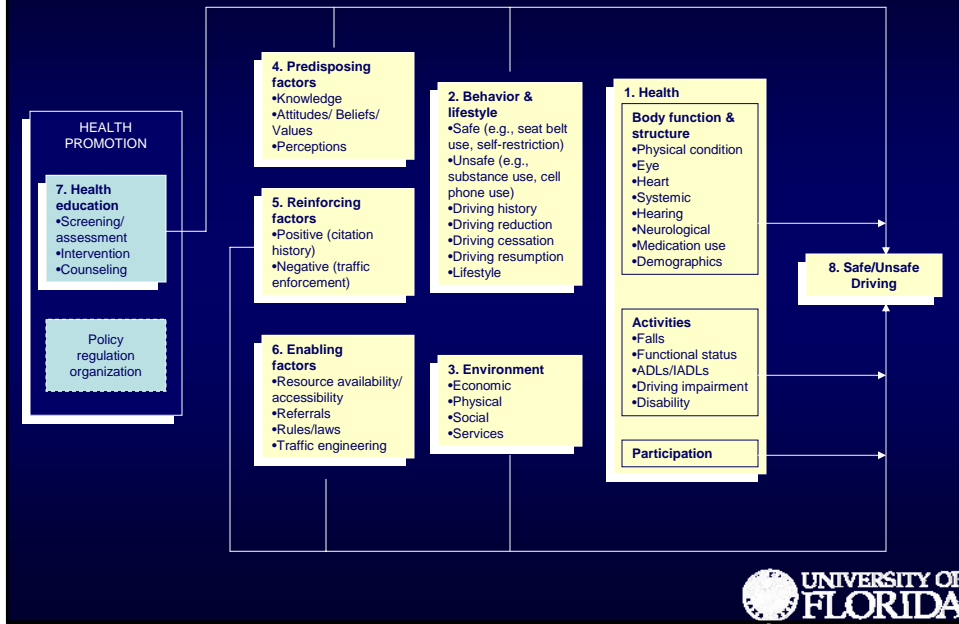 HEALTH
PROMOTION
7. Health
education
•Screening/
assessment
•Intervention
•Counseling
Policy
regulation
organization
4. Predisposing
factors
•Knowledge
•Attitudes/ Beliefs/
Values
•Perceptions
5. Reinforcing
factors
•Positive (citation
history)
•Negative (traffic
enforcement)
6. Enabling
factors
•Resource availability/
accessibility
•Referrals
•Rules/laws
•Traffic engineering
2. Behavior &
lifestyle
•Safe (e.g., seat belt
use, self-restriction)
•Unsafe (e.g.,
substance use, cell
phone use)
•Driving history
•Driving reduction
•Driving cessation
•Driving resumption
•Lifestyle
3. Environment
•Economic
•Physical
•Social
•Services
1. Health
Body function &
structure
•Physical condition
•Eye
•Heart
•Systemic
•Hearing
•Neurological
•Medication use
•Demographics
Activities
•Falls
•Functional status
•ADLs/IADLs
•Driving impairment
•Disability
Participation
8. Safe/Unsafe
Driving
UNIVERSITY OF
FLORIDA